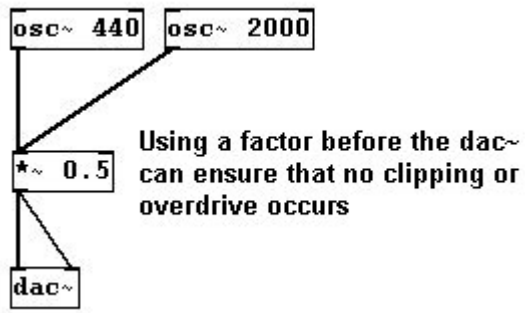 osc~ 440 osc~ 2000
*~ 0.5
Using a factor before the dac~
can ensure that no clipping or
overdrive occurs
dac~